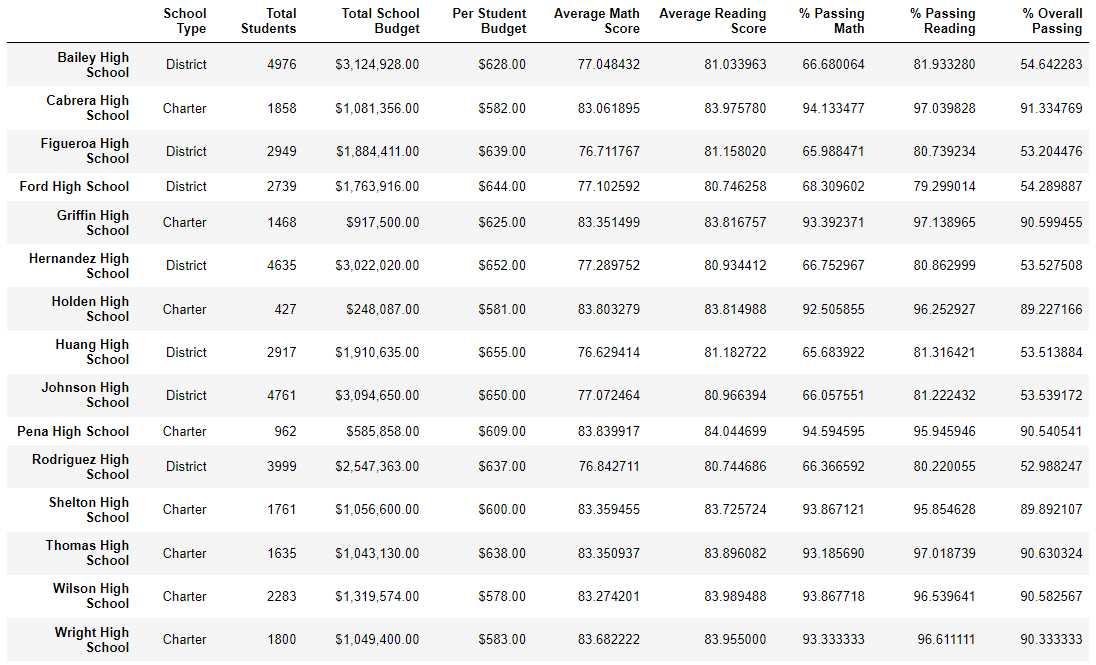 School Type Total Students Total School Budget Per Student Budget Average Math Score Average Reading Score % Passing Math % Passing Reading % Overall Passing
Bailey High School District 4976 $3,124,928.00 $628.00 77.048432 81.033963 66.680064 81.933280 54.642283
Cabrera High School Charter 1858 $1,081,356.00 $582.00 83.061895 83.975780 94.133477 97.039828 91.334769
Figueroa High School District 2949 $1,884,411.00 $639.00 76.711767 81.158020 65.988471 80.739234 53.204476
Ford High School District 2739 $1,763,916.00 $644.00 77.102592 80.746258 68.309602 79.299014 54.289887
Griffin High School Charter 1468 $917,500.00 $625.00 83.351499 83.816757 93.392371 97.138965 90.599455
Hernandez High School District 4635 $3,022,020.00 $652.00 77.289752 80.934412 66.752967 80.862999 53.527508
Holden High School Charter 427 $248,087.00 $581.00 83.803279 83.814988 92.505855 96.252927 89.227166
Huang High School District 2917 $1,910,635.00 $655.00 76.629414 81.182722 65.683922 81.316421 53.513884
Johnson High School District 4761 $3,094,650.00 $650.00 77.072464 80.966394 66.057551 81.222432 53.539172
Pena High School Charter 962 $585,858.00 $609.00 83.839917 84.044699 94.594595 95.945946 90.540541
Rodriguez High School District 3999 $2,547,363.00 $637.00 76.842711 80.744686 66.366592 80.220055 52.988247
Shelton High School Charter 1761 $1,056,600.00 $600.00 83.359455 83.725724 93.867121 95.854628 89.892107
Thomas High School Charter 1635 $1,043,130.00 $638.00 83.350937 83.896082 93.185690 97.018739 90.630324
Wilson High School Charter 2283 $1,319,574.00 $578.00 83.274201 83.989488 93.867718 96.539641 90.582567
Wright High School Charter 1800 $1,049,400.00 $583.00 83.682222 83.955000 93.333333 96.611111 90.333333